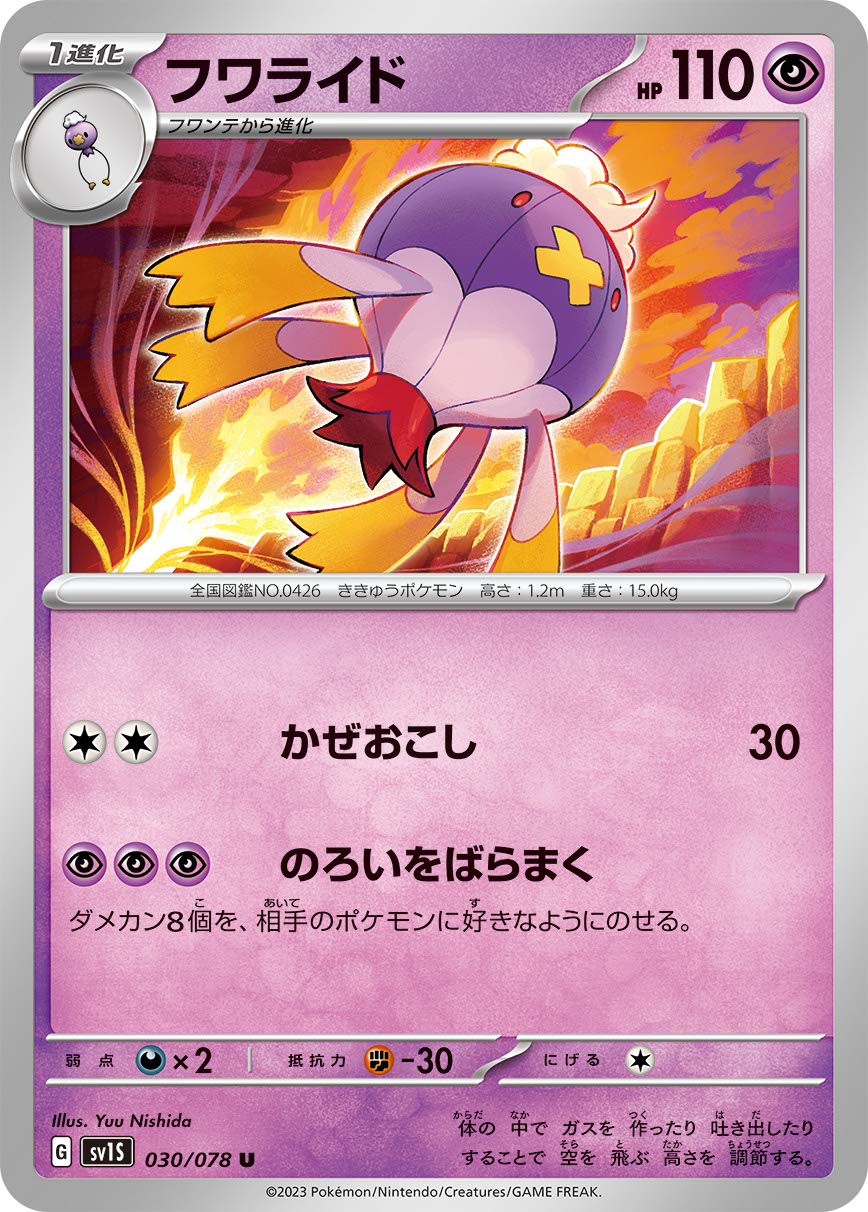 1進化
フワライド
HP 110
フワンテから進化
全国図鑑NO.0426 ききゅうポケモン 高さ:1.2m 重さ:15.0kg
かぜおこし 30
のろいをばらまく
ダメカン8個を、相手のポケモンに好きなようにのせる。
弱点 ×2 抵抗力 -30 にげる
Illus. Yuu Nishida
G sv1S 030/078 U
体の中で ガスを 作ったり 吐き出したり
することで 空を 飛ぶ 高さを 調節する。
©2023 Pokémon/Nintendo/Creatures/GAME FREAK.